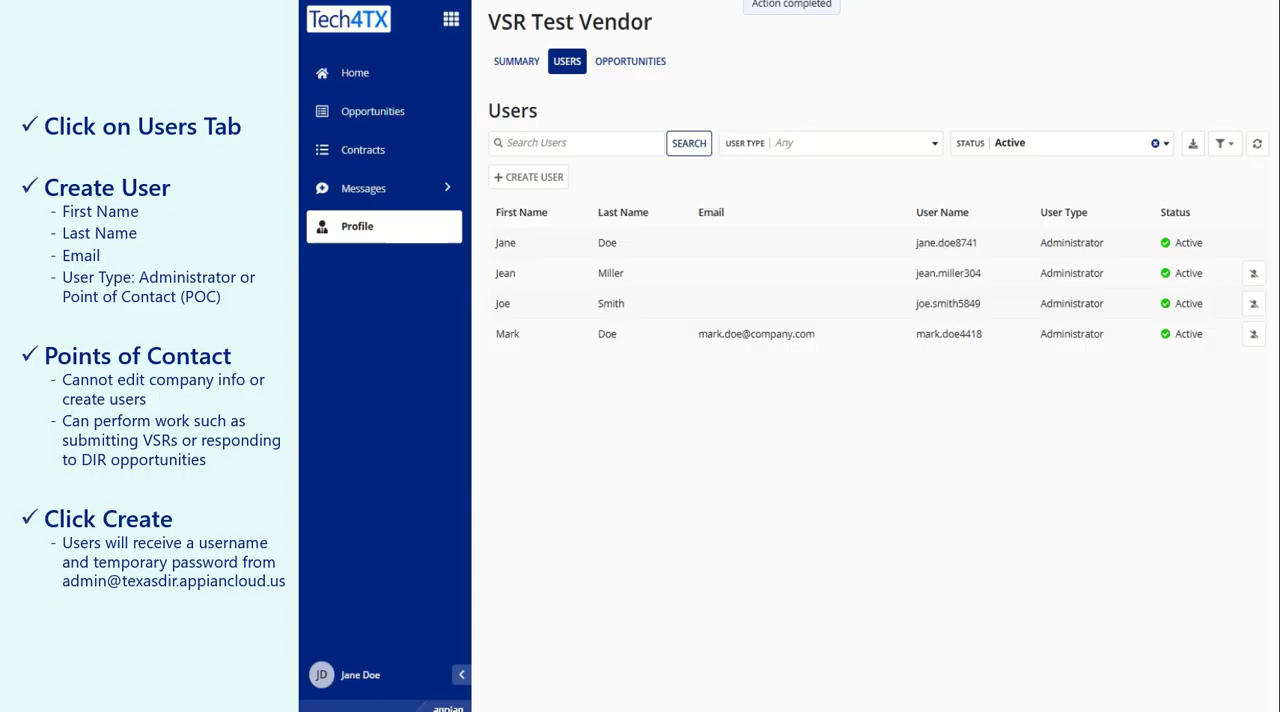 ✓ Click on Users Tab
✓ Create User
- First Name
- Last Name
- Email
- User Type: Administrator or
Point of Contact (POC)
✓ Points of Contact
- Cannot edit company info or
create users
- Can perform work such as
submitting VSRs or responding
to DIR opportunities
✓ Click Create
- Users will receive a username
and temporary password from
admin@texasdir.appiancloud.us
Tech4TX
Home
Opportunities
Contracts
Messages
Profile
JD Jane Doe
appian
Action completed
VSR Test Vendor
SUMMARY USERS OPPORTUNITIES
Users
Search Users SEARCH USER TYPE Any STATUS Active
+ CREATE USER
First Name Last Name Email User Name User Type Status
Jane Doe jane.doe8741 Administrator Active
Jean Miller jean.miller304 Administrator Active
Joe Smith joe.smith5849 Administrator Active
Mark Doe mark.doe@company.com mark.doe4418 Administrator Active